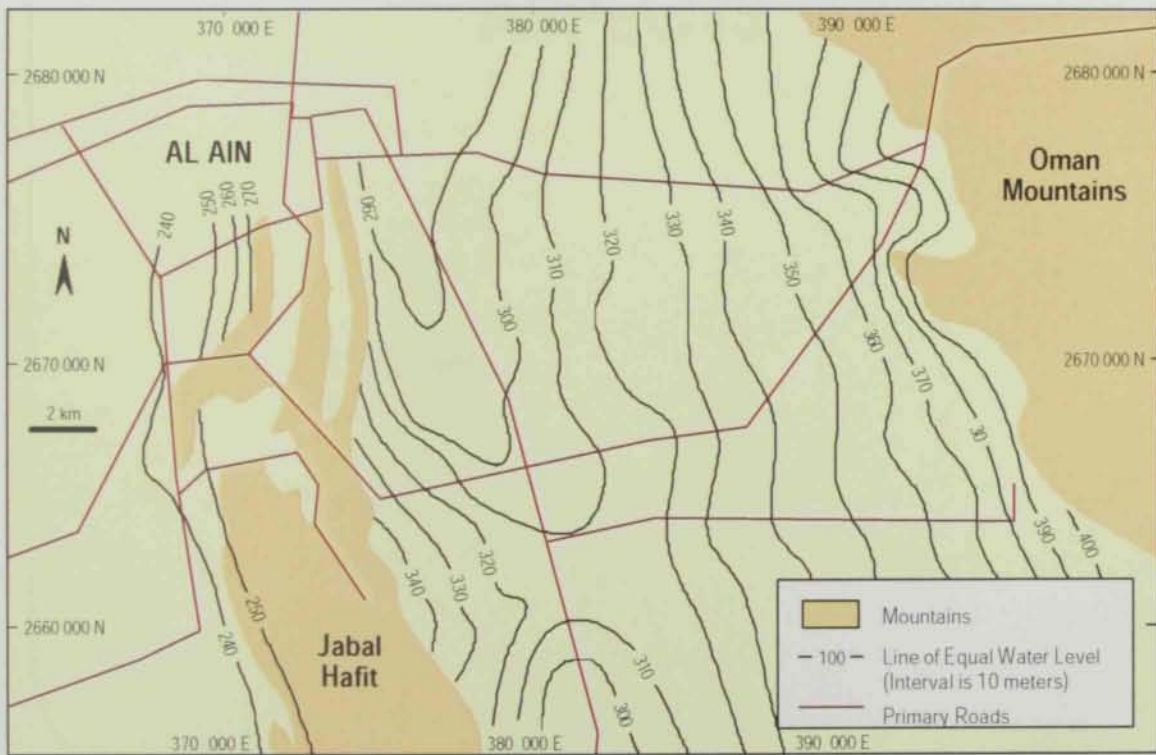 370 000 E
380 000 E
390 000 E
2680 000 N
2680 000 N
AL AIN
Oman
Mountains
N
240
250
260
270
290
300
310
320
330
340
350
360
370
30
390
400
2670 000 N
2670 000 N
2 km
320
330
340
250
240
310
300
2660 000 N
Jabal
Hafit
Mountains
100
Line of Equal Water Level
(Interval is 10 meters)
Primary Roads
370 000 E
380 000 E
390 000 E